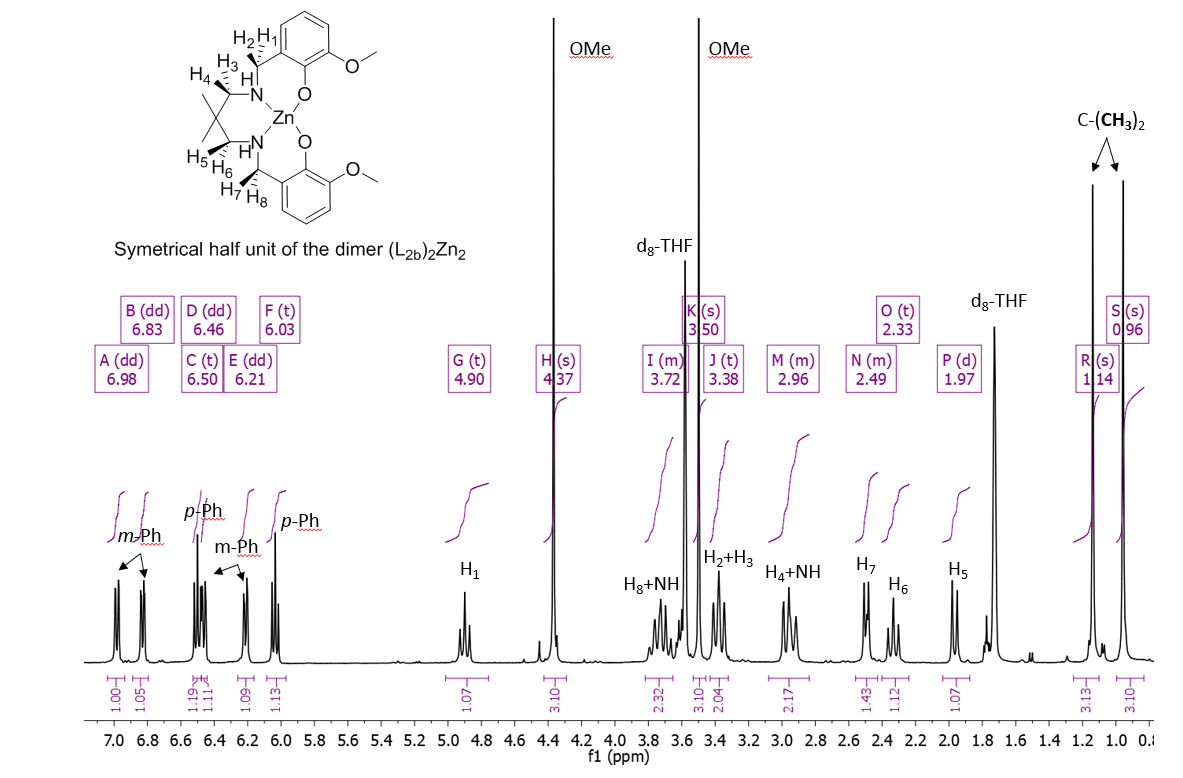 H2 H1
H3
H4
H
N
O
O
Zn
N
H
O
O
H5
H6
H7
H8
Symetrical half unit of the dimer (L2b)2Zn2
OMe
OMe
C-(CH3)2
d8-THF
d8-THF
B (dd)
6.83
D (dd)
6.46
F (t)
6.03
K (s)
3.50
O (t)
2.33
S (s)
0.96
A (dd)
6.98
C (t)
6.50
E (dd)
6.21
G (t)
4.90
H (s)
4.37
I (m)
3.72
J (t)
3.38
M (m)
2.96
N (m)
2.49
P (d)
1.97
R (s)
1.14
m-Ph
p-Ph
m-Ph
p-Ph
H1
H8+NH
H2+H3
H4+NH
H7
H6
H5
1.00
1.05
1.19
1.11
1.09
1.13
1.07
3.10
2.32
3.10
2.04
2.17
1.43
1.12
1.07
3.13
3.10
7.0 6.8 6.6 6.4 6.2 6.0 5.8 5.6 5.4 5.2 5.0 4.8 4.6 4.4 4.2 4.0 3.8 3.6 3.4 3.2 3.0 2.8 2.6 2.4 2.2 2.0 1.8 1.6 1.4 1.2 1.0
f1 (ppm)